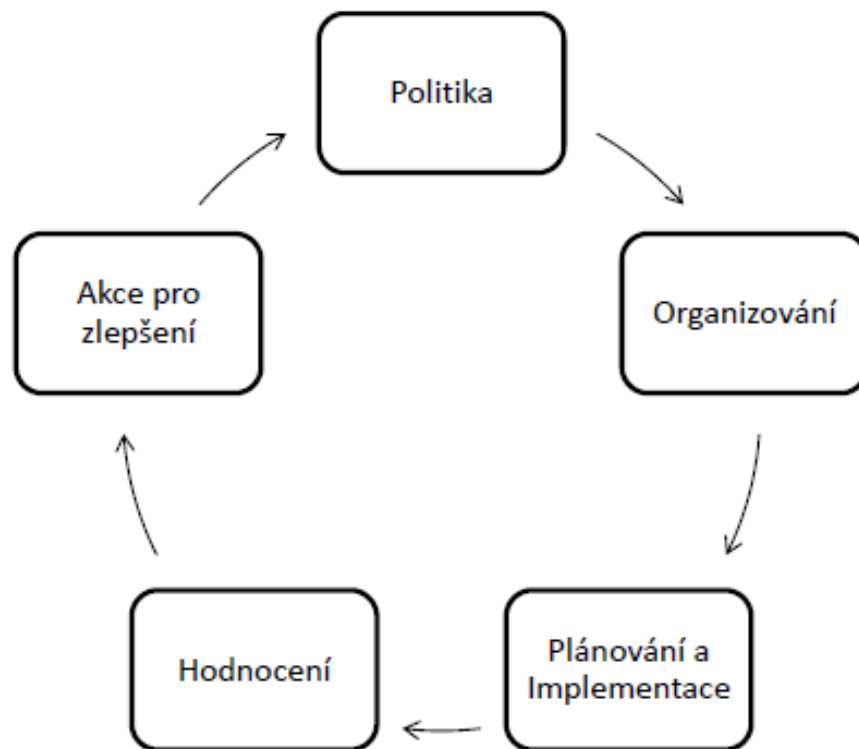 Politika
Organizování
Plánování a
Implementace
Hodnocení
Akce pro
zlepšení